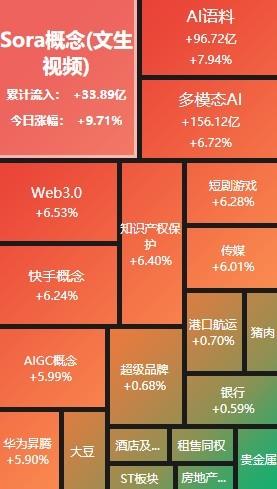 Sora概念(文生
视频)
累计流入： +33.89亿
今日涨幅： +9.71%
AI语料
+96.72亿
+7.94%
多模态AI
+156.12亿
+6.72%
Web3.0
+6.53%
知识产权保
护
+6.40%
短剧游戏
+6.28%
快手概念
+6.24%
传媒
+6.01%
AIGC概念
+5.99%
超级品牌
+0.68%
港口航运
+0.70%
猪肉
银行
+0.59%
华为昇腾
+5.90%
大豆
酒店及...
租售同权
贵金属
ST板块
房地产...